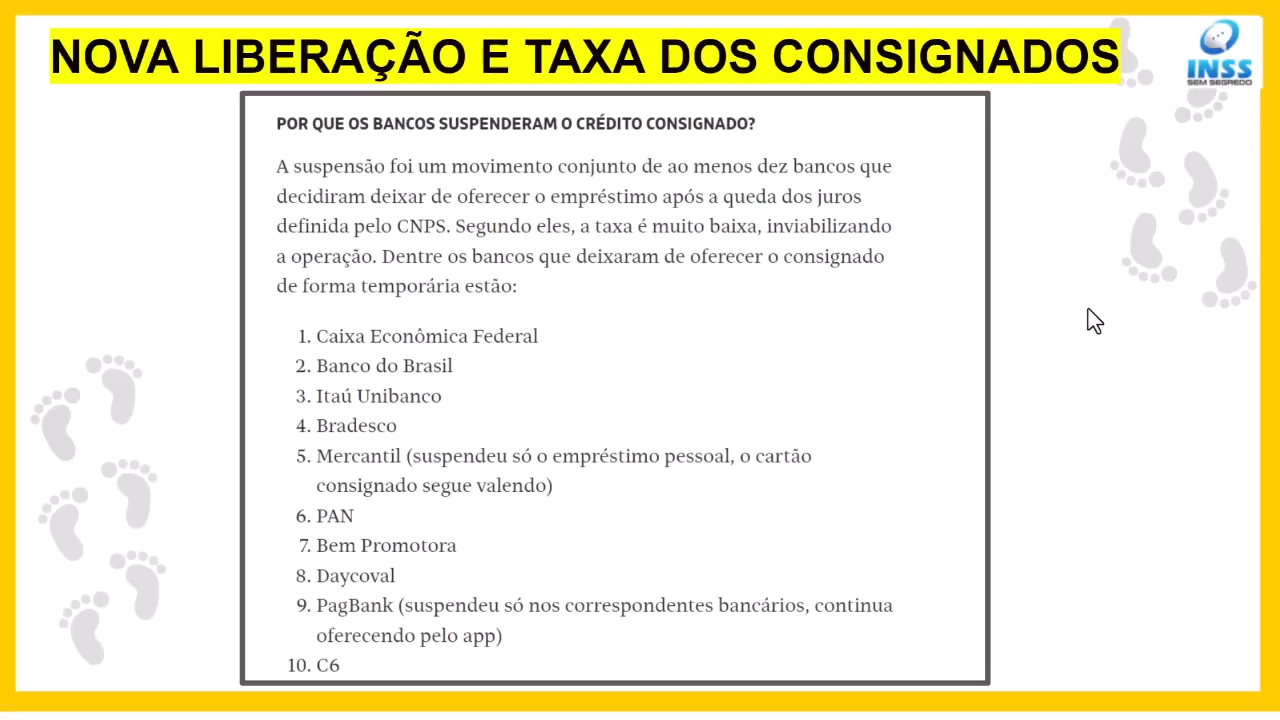 NOVA LIBERAÇÃO E TAXA DOS CONSIGNADOS
INSS
SEM SEGREDO
POR QUE OS BANCOS SUSPENDERAM O CRÉDITO CONSIGNADO?
A suspensão foi um movimento conjunto de ao menos dez bancos que
decidiram deixar de oferecer o empréstimo após a queda dos juros
definida pelo CNPS. Segundo eles, a taxa é muito baixa, inviabilizando
a operação. Dentre os bancos que deixaram de oferecer o consignado
de forma temporária estão:
1. Caixa Econômica Federal
2. Banco do Brasil
3. Itaú Unibanco
4. Bradesco
5. Mercantil (suspendeu só o empréstimo pessoal, o cartão
consignado segue valendo)
6. PAN
7. Bem Promotora
8. Daycoval
9. PagBank (suspendeu só nos correspondentes bancários, continua
oferecendo pelo app)
10. C6